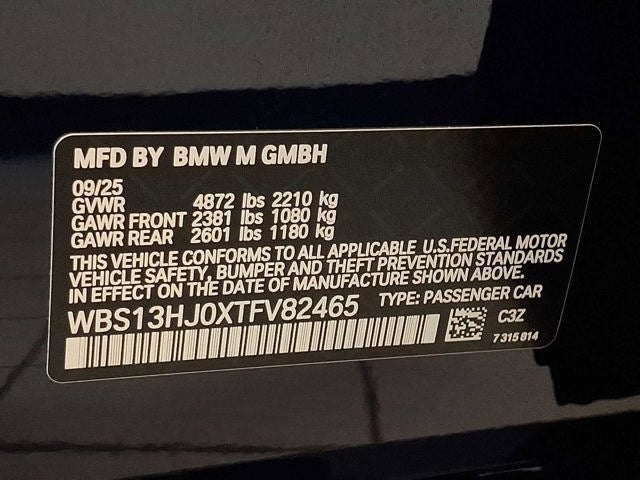 MFD BY BMW M GMBH
09/25
GVWR 4872 lbs 2210 kg
GAWR FRONT 2381 lbs 1080 kg
GAWR REAR 2601 lbs 1180 kg
THIS VEHICLE CONFORMS TO ALL APPLICABLE U.S.FEDERAL MOTOR
VEHICLE SAFETY, BUMPER AND THEFT PREVENTION STANDARDS
IN EFFECT ON THE DATE OF MANUFACTURE SHOWN ABOVE.
WBS13HJ0XTFV82465 TYPE: PASSENGER CAR
C3Z
7 315 814